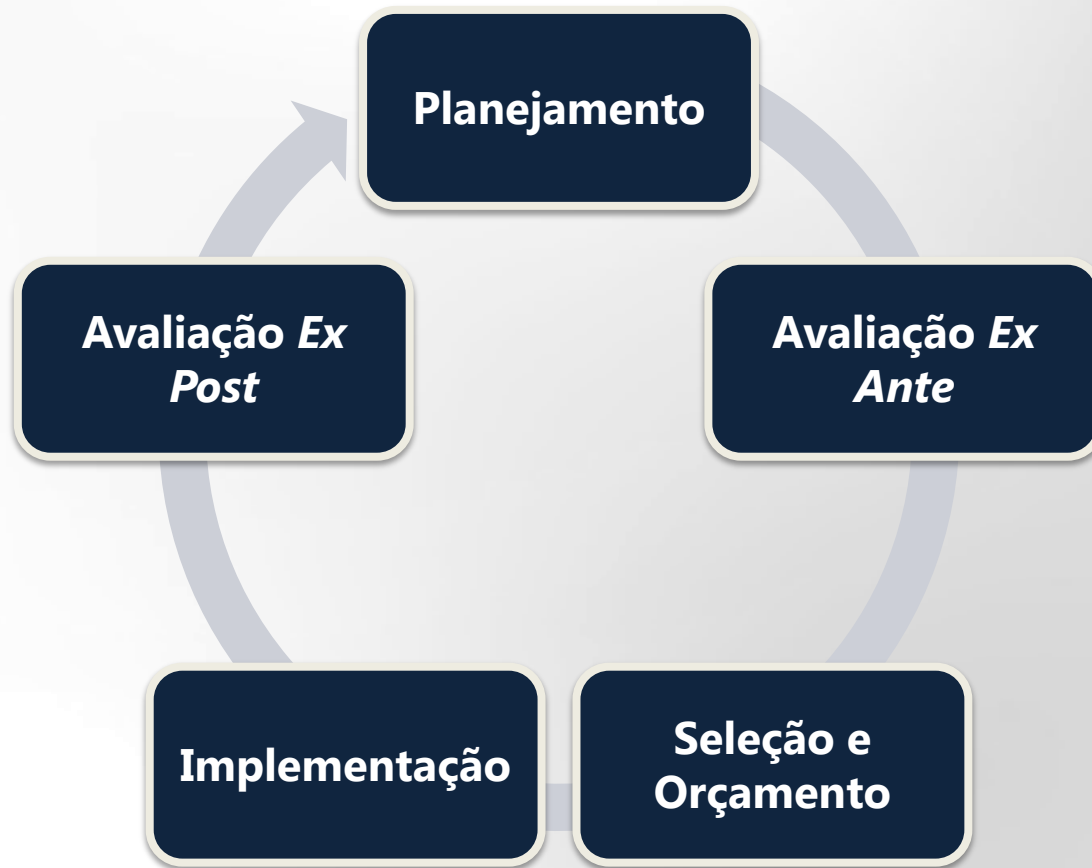 Planejamento
Avaliação Ex
Post
Avaliação Ex
Ante
Implementação
Seleção e
Orçamento